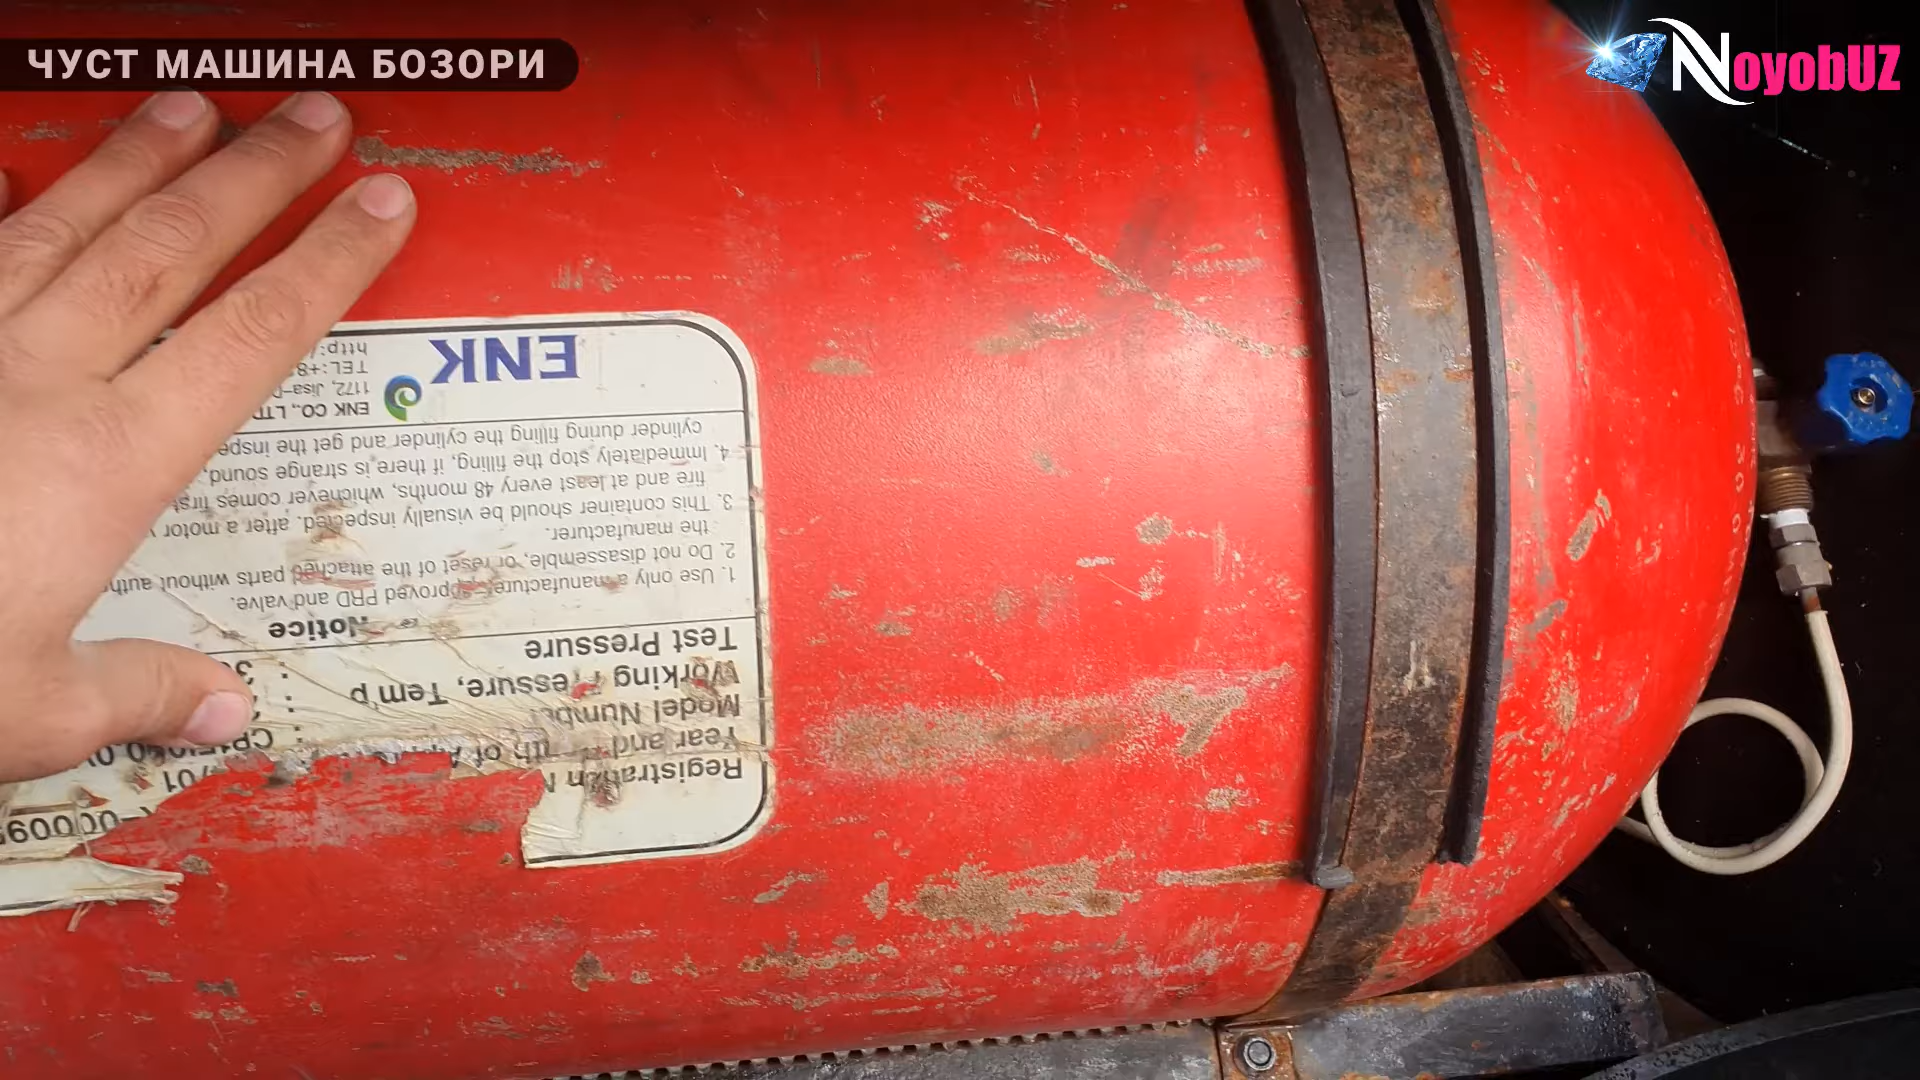 ЧУСТ МАШИНА БОЗОРИ
NoyobUZ
Registration
Year and
Model Number
Working Pressure, Temp
Test Pressure
Notice
1. Use only a manufacturer approved PRD and valve.
2. Do not disassemble, or reset of the attached parts without
the manufacturer.
3. This container should be visually inspected, after a motor
fire and at least every 48 months, whichever comes first
4. Immediately stop the filling, if there is strange sound,
cylinder during filling the cylinder and get the
ENK
ENK CO., LTD
1172, Jisa-
TEL:+8
http:/